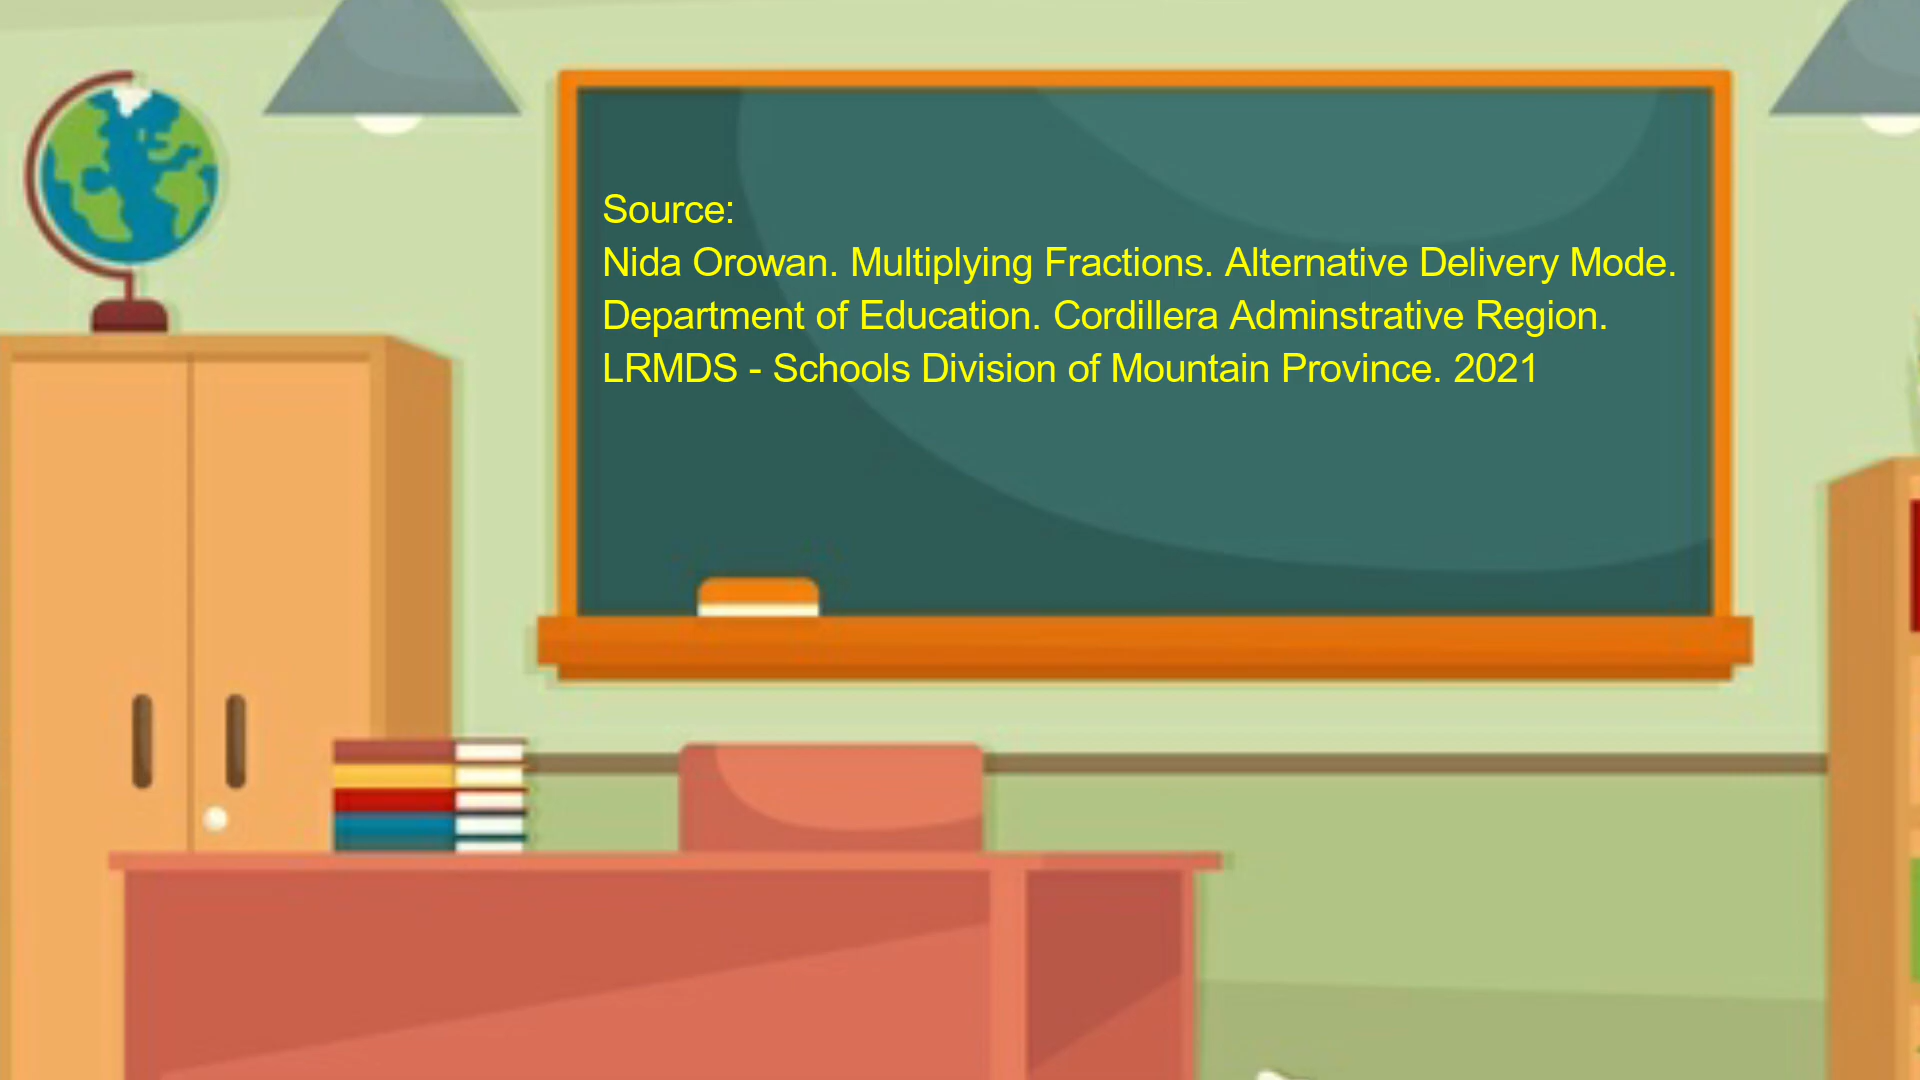 Source:
Nida Orowan. Multiplying Fractions. Alternative Delivery Mode.
Department of Education. Cordillera Adminstrative Region.
LRMDS - Schools Division of Mountain Province. 2021